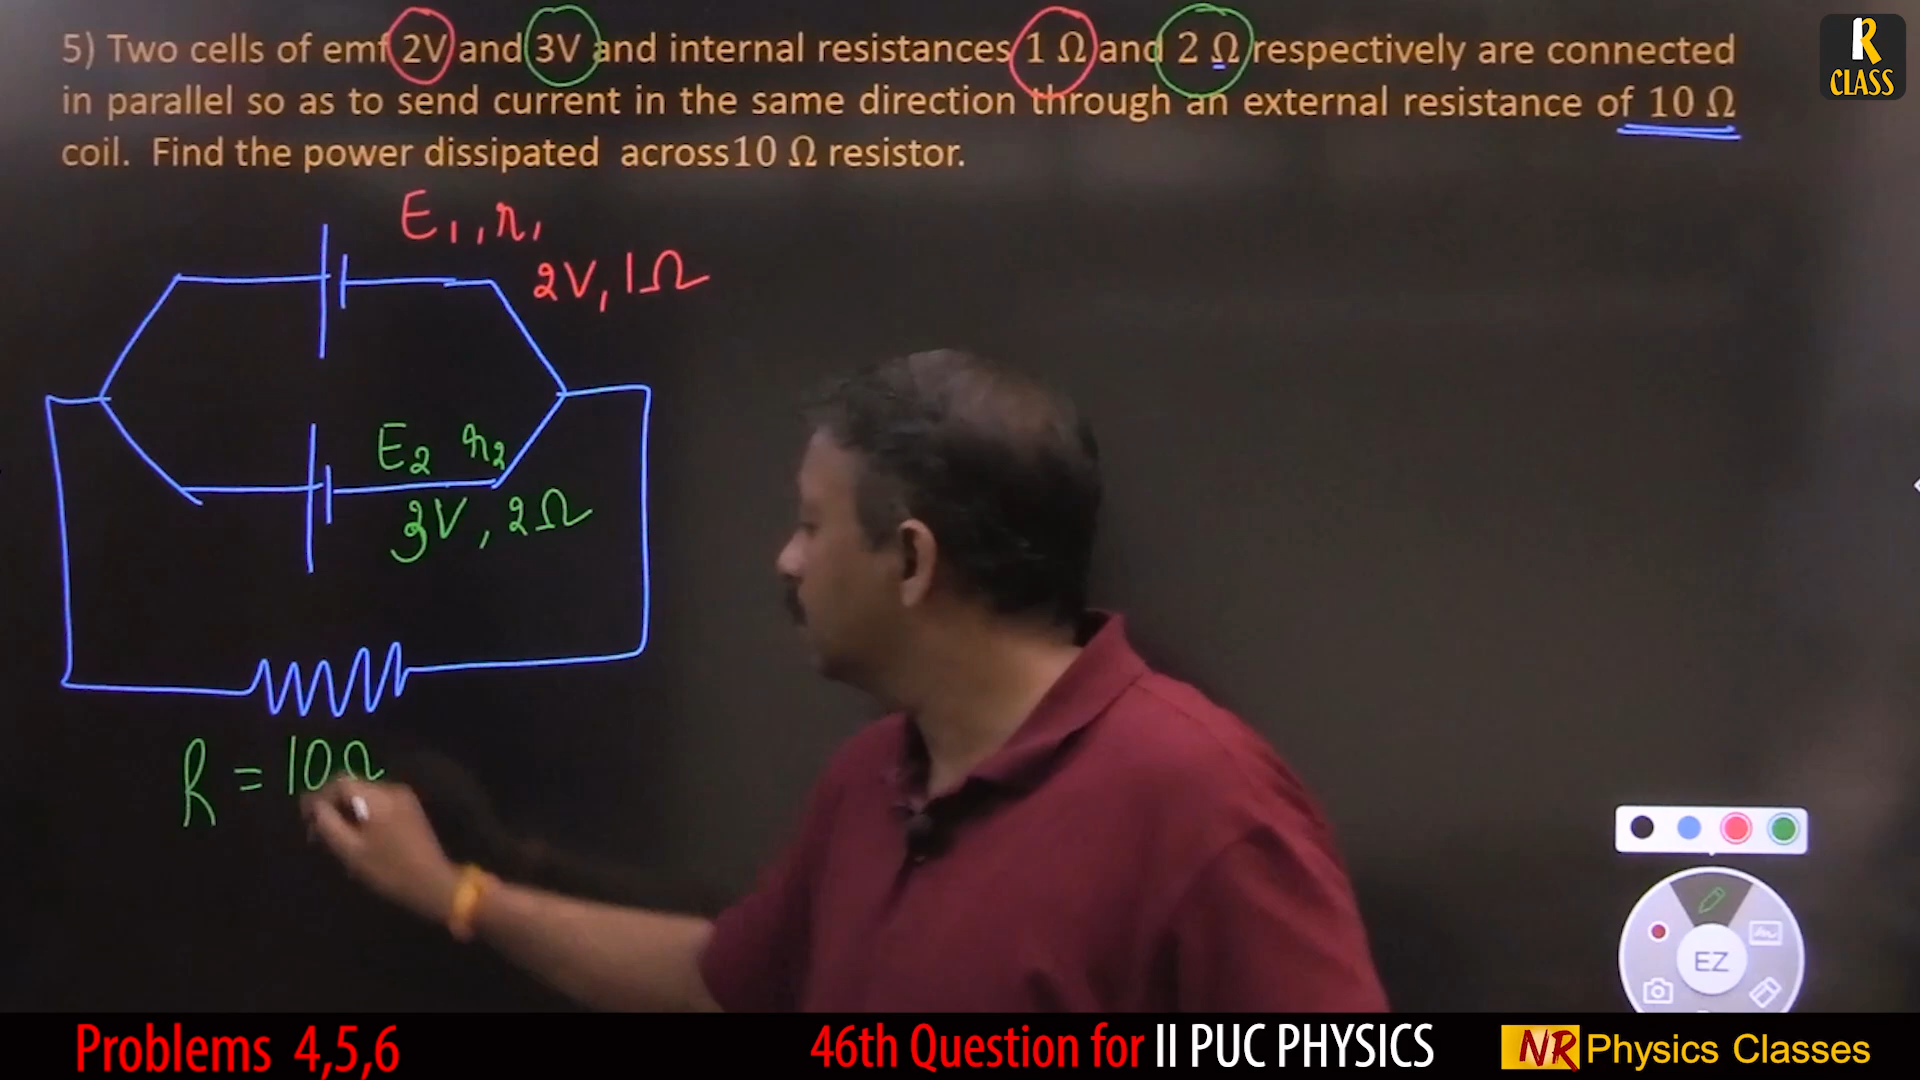 5) Two cells of emf 2V and 3V and internal resistances 1 Ω and 2 Ω respectively are connected
in parallel so as to send current in the same direction through an external resistance of 10 Ω
coil. Find the power dissipated across 10 Ω resistor.
R
CLASS
E₁, r₁
2V, 1Ω
E₂ r₂
3V, 2Ω
R = 10Ω
EZ
Problems 4,5,6
46th Question for II PUC PHYSICS
NR Physics Classes